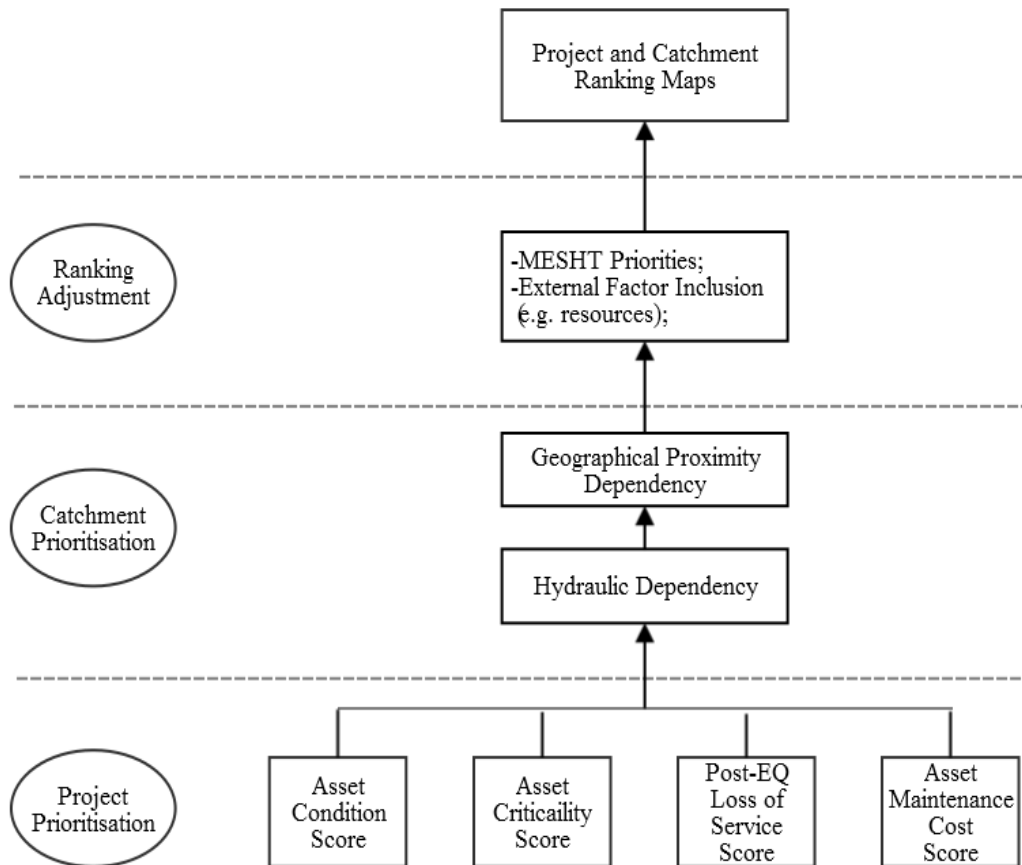 Project and Catchment
Ranking Maps
Ranking
Adjustment
-MESHT Priorities;
-External Factor Inclusion
(e.g. resources);
Catchment
Prioritisation
Geographical Proximity
Dependency
Hydraulic Dependency
Project
Prioritisation
Asset
Condition
Score
Asset
Criticaility
Score
Post-EQ
Loss of
Service
Score
Asset
Maintenance
Cost
Score